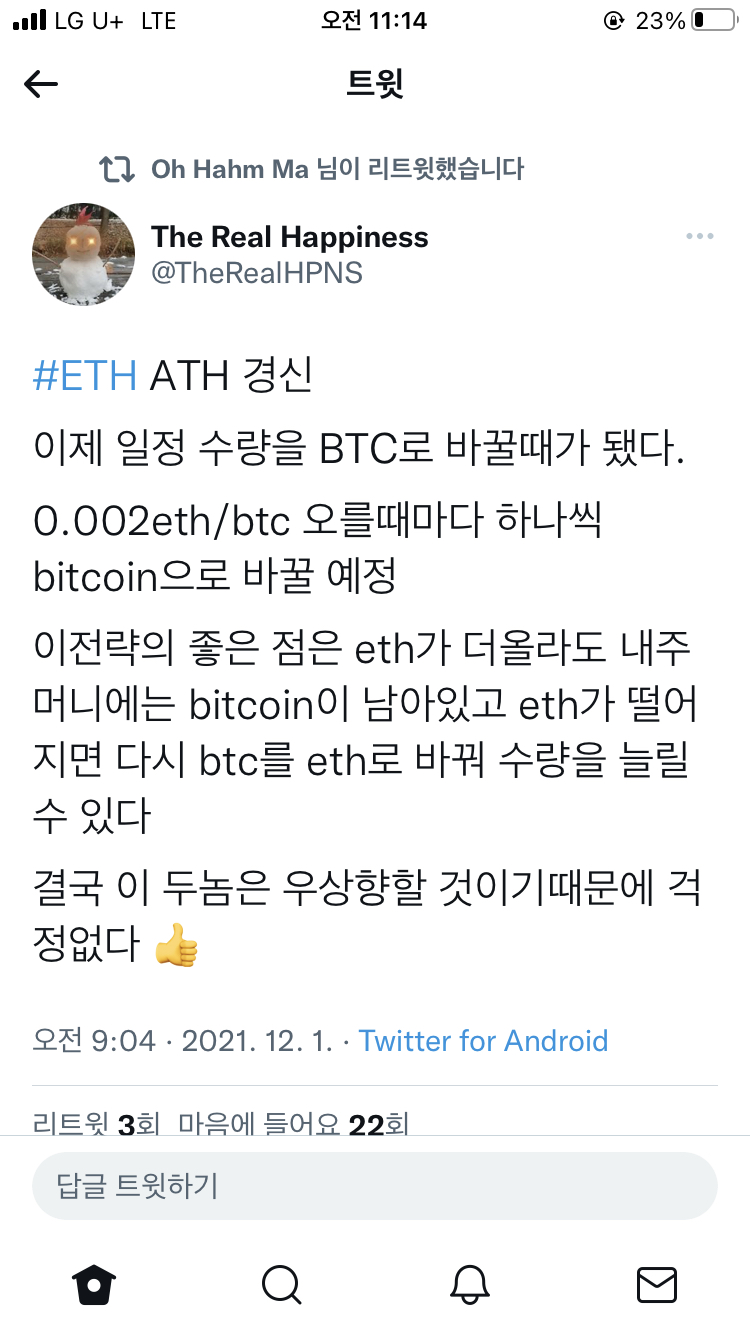 LG U+ LTE 오전 11:14 23%
트윗
Oh Hahm Ma 님이 리트윗했습니다
The Real Happiness
@TheRealHPNS
#ETH ATH 경신
이제 일정 수량을 BTC로 바꿀때가 됐다.
0.002eth/btc 오를때마다 하나씩
bitcoin으로 바꿀 예정
이전략의 좋은 점은 eth가 더올라도 내주
머니에는 bitcoin이 남아있고 eth가 떨어
지면 다시 btc를 eth로 바꿔 수량을 늘릴
수 있다
결국 이 두놈은 우상향할 것이기때문에 걱
정없다 👍
오전 9:04 · 2021. 12. 1. · Twitter for Android
리트윗 3회 마음에 들어요 22회
답글 트윗하기